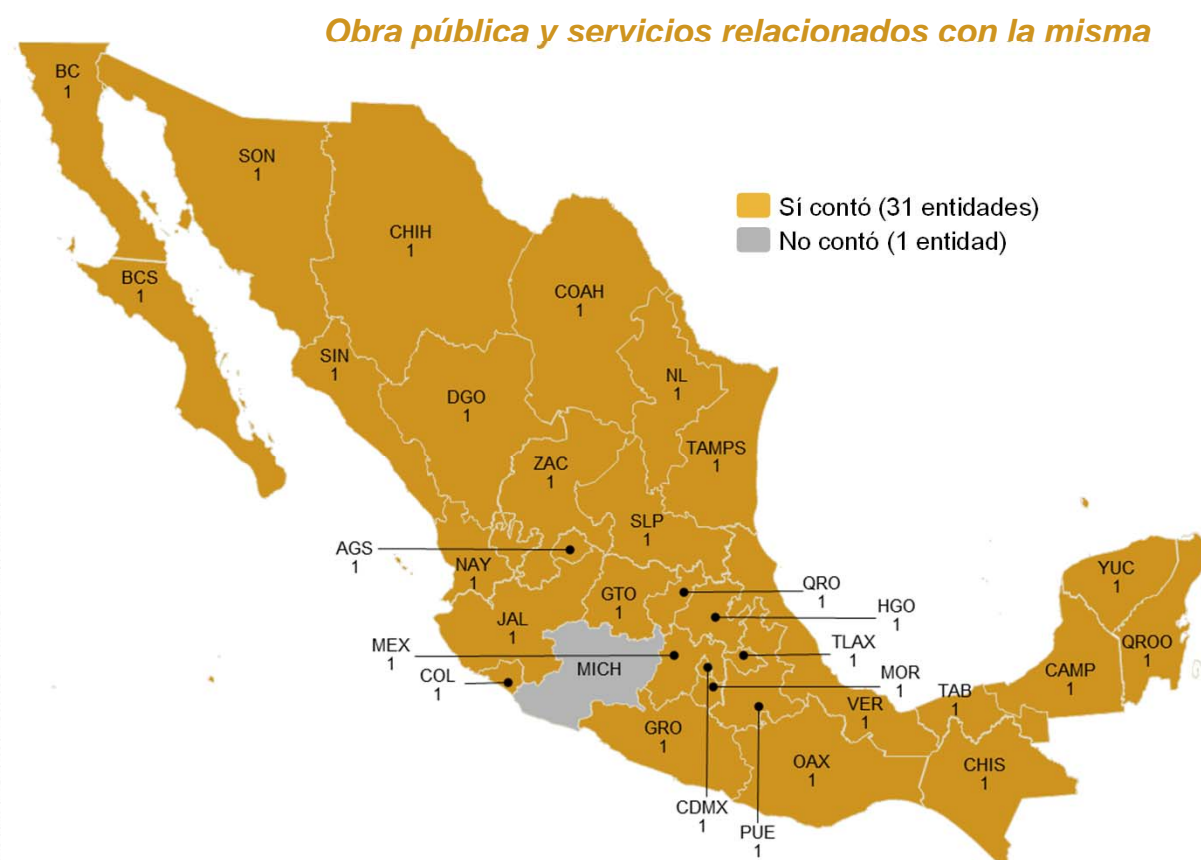 Obra pública y servicios relacionados con la misma
BC
1
SON
1
Sí contó (31 entidades)
No contó (1 entidad)
CHIH
1
BCS
1
COAH
1
SIN
1
NL
1
DGO
1
TAMPS
1
ZAC
1
SLP
1
AGS
1
NAY
1
GTO
1
QRO
1
HGO
1
YUC
1
JAL
1
MEX
1
TLAX
1
QROO
1
COL
1
MICH
MOR
1
CAMP
1
TAB
1
VER
1
GRO
1
OAX
1
CHIS
1
CDMX
1
PUE
1